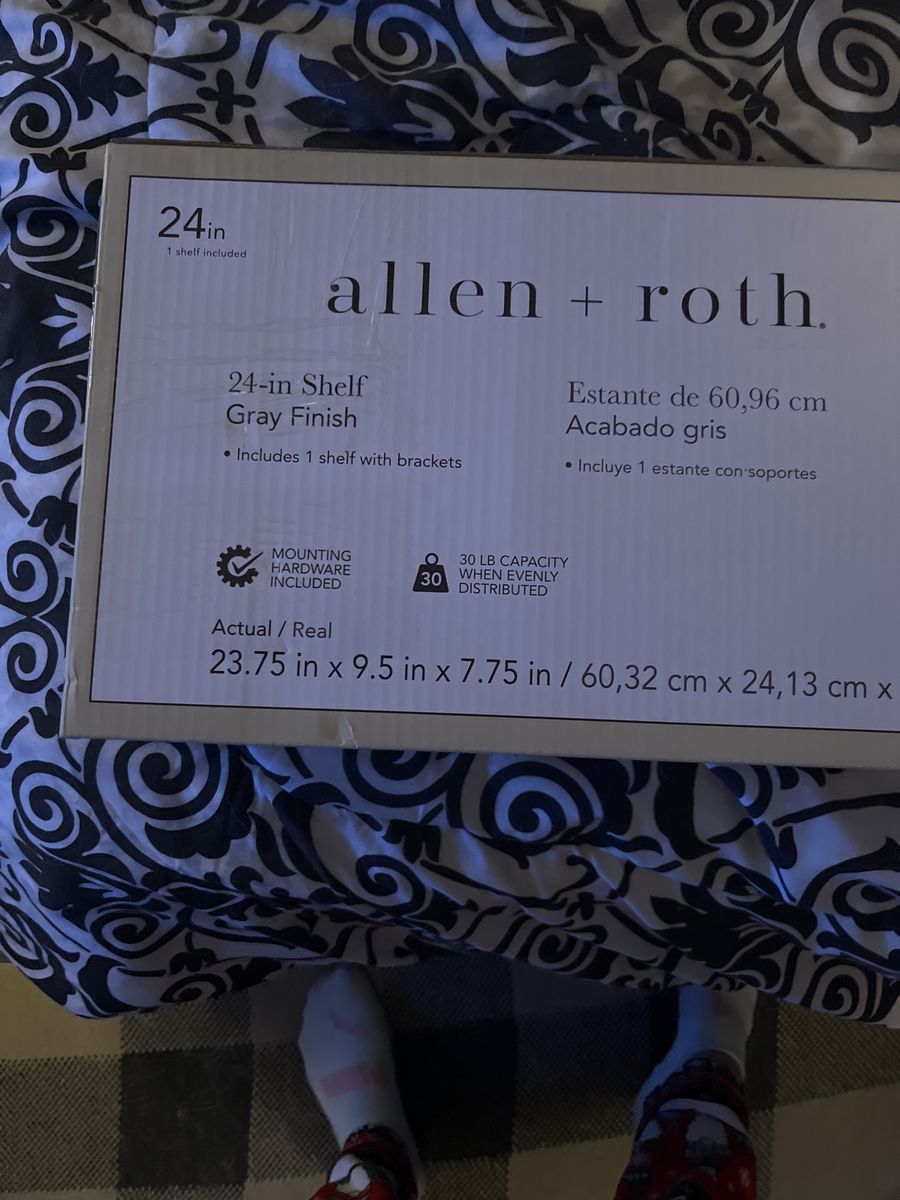 24in
1 shelf included
allen + roth.
24-in Shelf
Gray Finish
• Includes 1 shelf with brackets
Estante de 60,96 cm
Acabado gris
• Incluye 1 estante con soportes
MOUNTING
HARDWARE
INCLUDED
30
30 LB CAPACITY
WHEN EVENLY
DISTRIBUTED
Actual / Real
23.75 in x 9.5 in x 7.75 in / 60,32 cm x 24,13 cm x